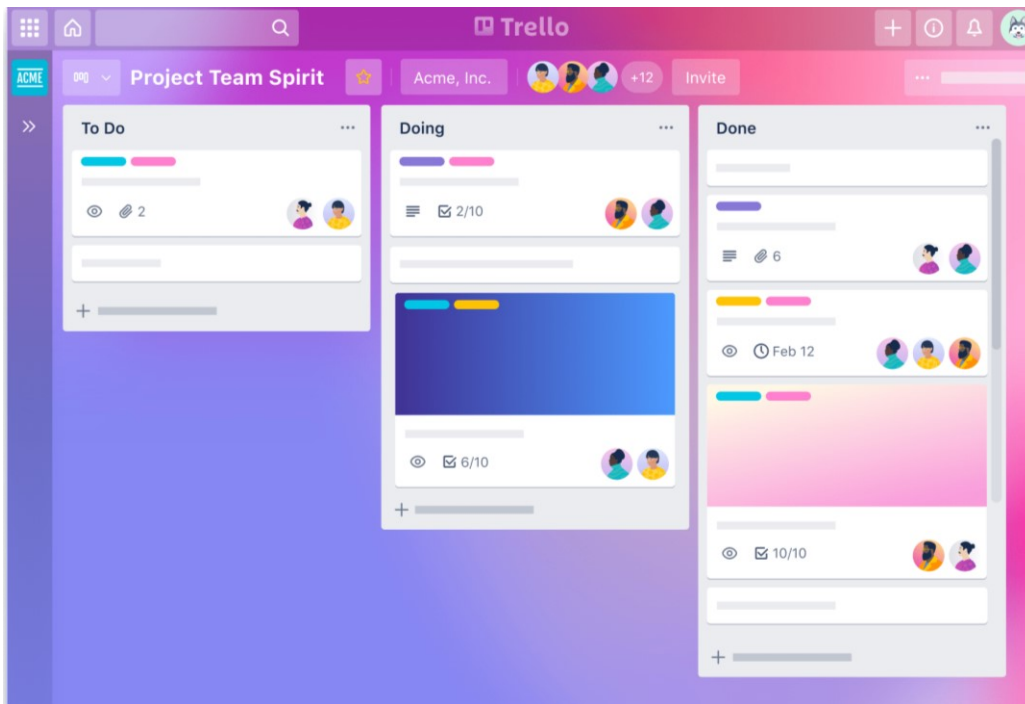 Trello
ACME
Project Team Spirit
Acme, Inc.
+12
Invite
To Do
2
Doing
2/10
6/10
Done
6
Feb 12
10/10